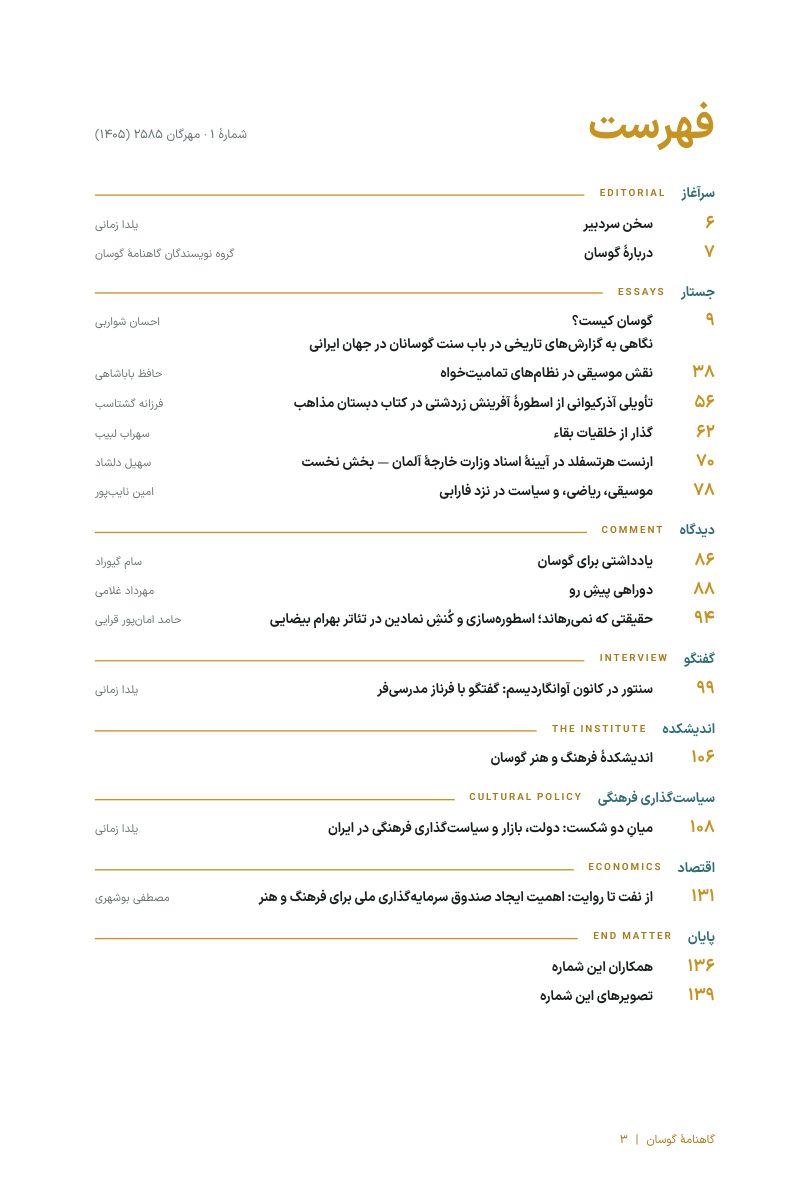 فهرست
شمارهٔ ۱ · مهرگان ۲۵۸۵ (۱۴۰۵)
سرآغاز EDITORIAL
۶ سخن سردبیر یلدا زمانی
۷ دربارهٔ گوسان گروه نویسندگان گاهنامهٔ گوسان
جستار ESSAYS
۹ گوسان کیست؟ احسان شواربی
نگاهی به گزارش‌های تاریخی در باب سنت گوسانان در جهان ایرانی
۳۸ نقش موسیقی در نظام‌های تمامیت‌خواه حافظ باباشاهی
۵۶ تأویلی آذرکیوانی از اسطورهٔ آفرینش زردشتی در کتاب دبستان مذاهب فرزانه گشتاسب
۶۲ گذار از خلقیات بقاء سهراب لبیب
۷۰ ارنست هرتسفلد در آیینهٔ اسناد وزارت خارجهٔ آلمان — بخش نخست سهیل دلشاد
۷۸ موسیقی، ریاضی، و سیاست در نزد فارابی امین نایب‌پور
دیدگاه COMMENT
۸۶ یادداشتی برای گوسان سام گیوراد
۸۸ دوراهی پیشِ رو مهرداد غلامی
۹۴ حقیقتی که نمی‌رهاند؛ اسطوره‌سازی و کُنشِ نمادین در تئاتر بهرام بیضایی حامد امان‌پور قرایی
گفتگو INTERVIEW
۹۹ سنتور در کانون آوانگاردیسم: گفتگو با فرناز مدرسی‌فر یلدا زمانی
اندیشکده THE INSTITUTE
۱۰۶ اندیشکدهٔ فرهنگ و هنر گوسان
سیاست‌گذاری فرهنگی CULTURAL POLICY
۱۰۸ میانِ دو شکست: دولت، بازار و سیاست‌گذاری فرهنگی در ایران یلدا زمانی
اقتصاد ECONOMICS
۱۳۱ از نفت تا روایت: اهمیت ایجاد صندوق سرمایه‌گذاری ملی برای فرهنگ و هنر مصطفی بوشهری
پایان END MATTER
۱۳۶ همکاران این شماره
۱۳۹ تصویرهای این شماره
گاهنامهٔ گوسان | ۳